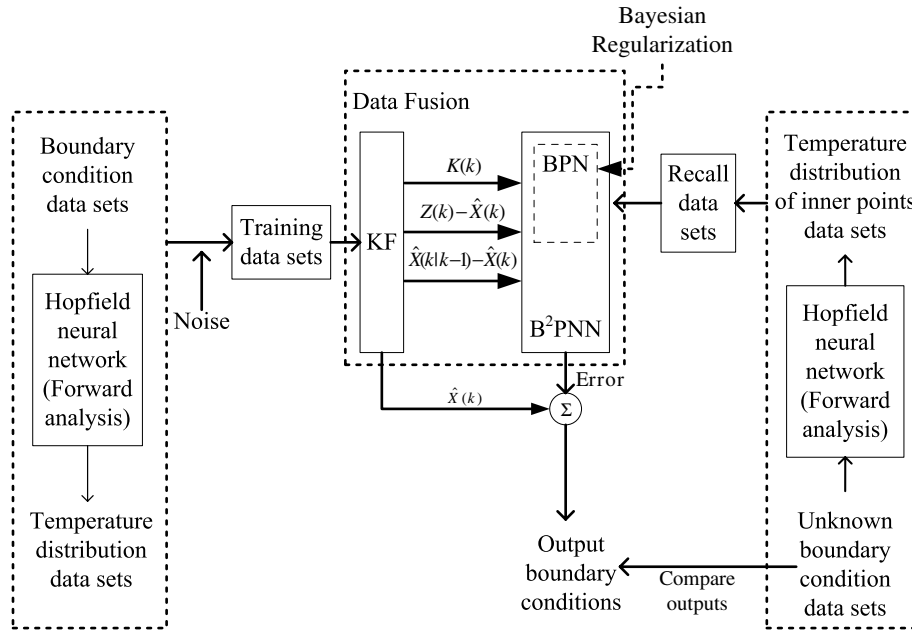 Bayesian
Regularization
Data Fusion
Boundary
condition
data sets
Hopfield
neural
network
(Forward
analysis)
Temperature
distribution
data sets
Noise
Training
data sets
KF
K(k)
Z(k)−X̂(k)
X̂(k|k−1)−X̂(k)
BPN
B²PNN
X̂(k)
Error
Σ
Output
boundary
conditions
Recall
data
sets
Temperature
distribution
of inner points
data sets
Hopfield
neural
network
(Forward
analysis)
Unknown
boundary
condition
data sets
Compare
outputs